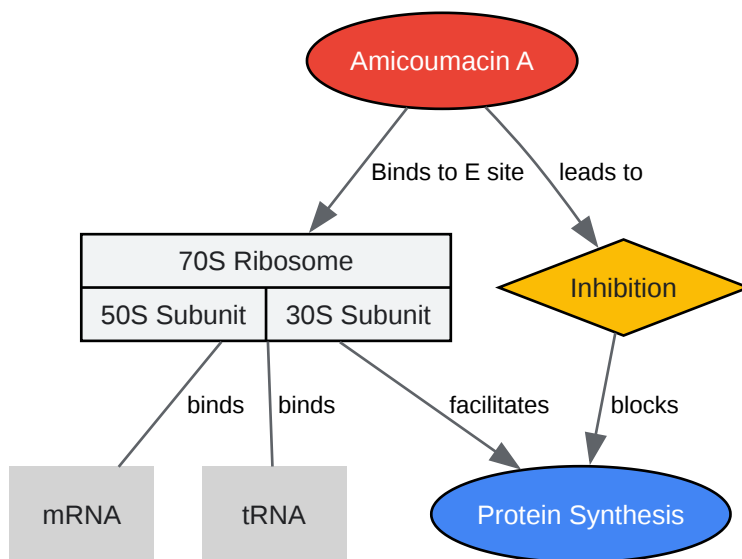 Amicoumacin A
Binds to E site
leads to
70S Ribosome
50S Subunit
30S Subunit
Inhibition
binds
binds
facilitates
blocks
mRNA
tRNA
Protein Synthesis